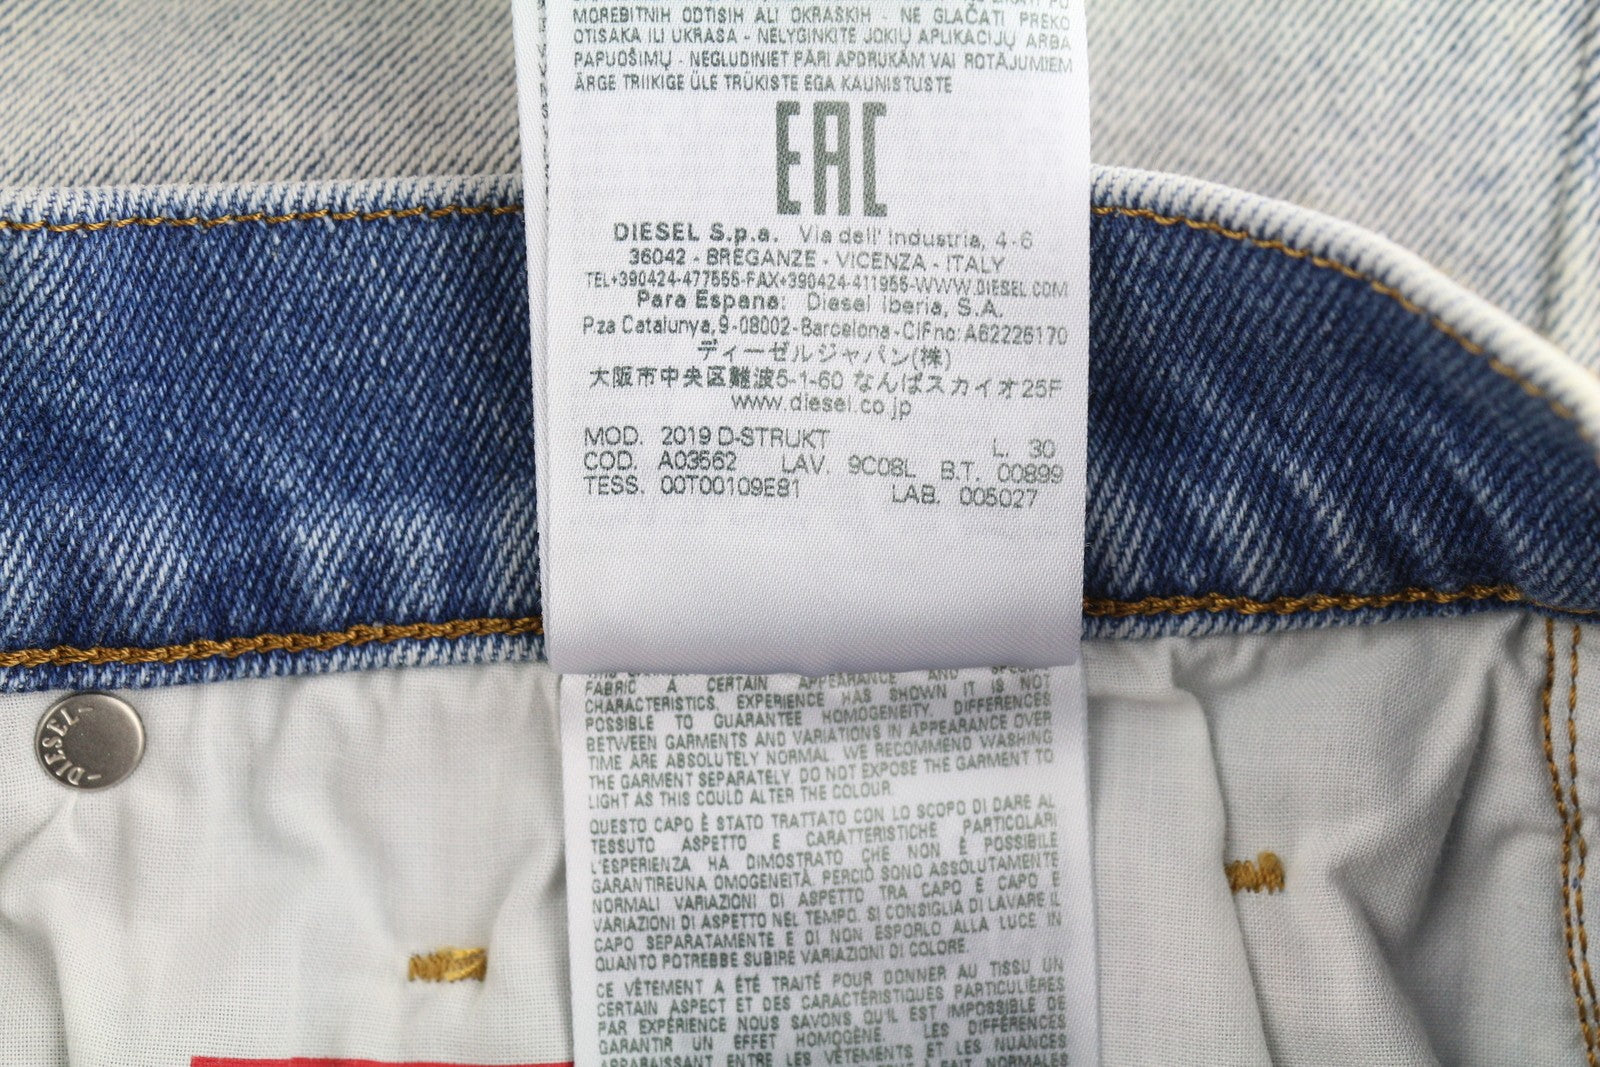 MOREBITNIH ODTISIH ALI OKRASKIH - NE GLAČATI PREKO
OTISAKA ILI UKRASA - NELYGINKITE JOKIŲ APLIKACIJŲ ARBA
PAPUOŠIMŲ - NEGLUDINIET PĀRI APDRUKĀM VAI ROTĀJUMIEM
ÄRGE TRIIKIGE ÜLE TRÜKISTE EGA KAUNISTUSTE
EAC
DIESEL S.p.a. Via dell' Industria, 4-6
36042 - BREGANZE - VICENZA - ITALY
TEL+390424-477555-FAX+390424-411955-WWW.DIESEL.COM
Para Espana: Diesel Iberia, S.A.
P.za Catalunya, 9-08002-Barcelona-CIF no: A62226170
ディーゼルジャパン(株)
大阪市中央区難波5-1-60 なんばスカイオ25F
www.diesel.co.jp
MOD. 2019 D-STRUKT L. 30
COD. A03562 LAV. 9C08L B.T. 00899
TESS. 00T00109E81 LAB. 005027
FABRIC A CERTAIN APPEARANCE AND
CHARACTERISTICS, EXPERIENCE HAS SHOWN IT IS NOT
POSSIBLE TO GUARANTEE HOMOGENEITY. DIFFERENCES
BETWEEN GARMENTS AND VARIATIONS IN APPEARANCE OVER
TIME ARE ABSOLUTELY NORMAL. WE RECOMMEND WASHING
THE GARMENT SEPARATELY. DO NOT EXPOSE THE GARMENT TO
LIGHT AS THIS COULD ALTER THE COLOUR.
QUESTO CAPO È STATO TRATTATO CON LO SCOPO DI DARE AL
TESSUTO ASPETTO E CARATTERISTICHE PARTICOLARI
L'ESPERIENZA HA DIMOSTRATO CHE NON È POSSIBILE
GARANTIREUNA OMOGENEITÀ, PERCIÒ SONO ASSOLUTAMENTE
NORMALI VARIAZIONI DI ASPETTO TRA CAPO E CAPO E
VARIAZIONI DI ASPETTO NEL TEMPO. SI CONSIGLIA DI LAVARE IL
CAPO SEPARATAMENTE E DI NON ESPORLO ALLA LUCE IN
QUANTO POTREBBE SUBIRE VARIAZIONI DI COLORE.
CE VÊTEMENT A ÉTÉ TRAITÉ POUR DONNER AU TISSU UN
CERTAIN ASPECT ET DES CARACTÉRISTIQUES PARTICULIÈRES
PAR EXPÉRIENCE NOUS SAVONS QU'IL EST IMPOSSIBLE DE
GARANTIR UN EFFET HOMOGÈNE. LES DIFFÉRENCES
APPARAISSANT ENTRE LES VÊTEMENTS ET LES NUANCES
DIESEL